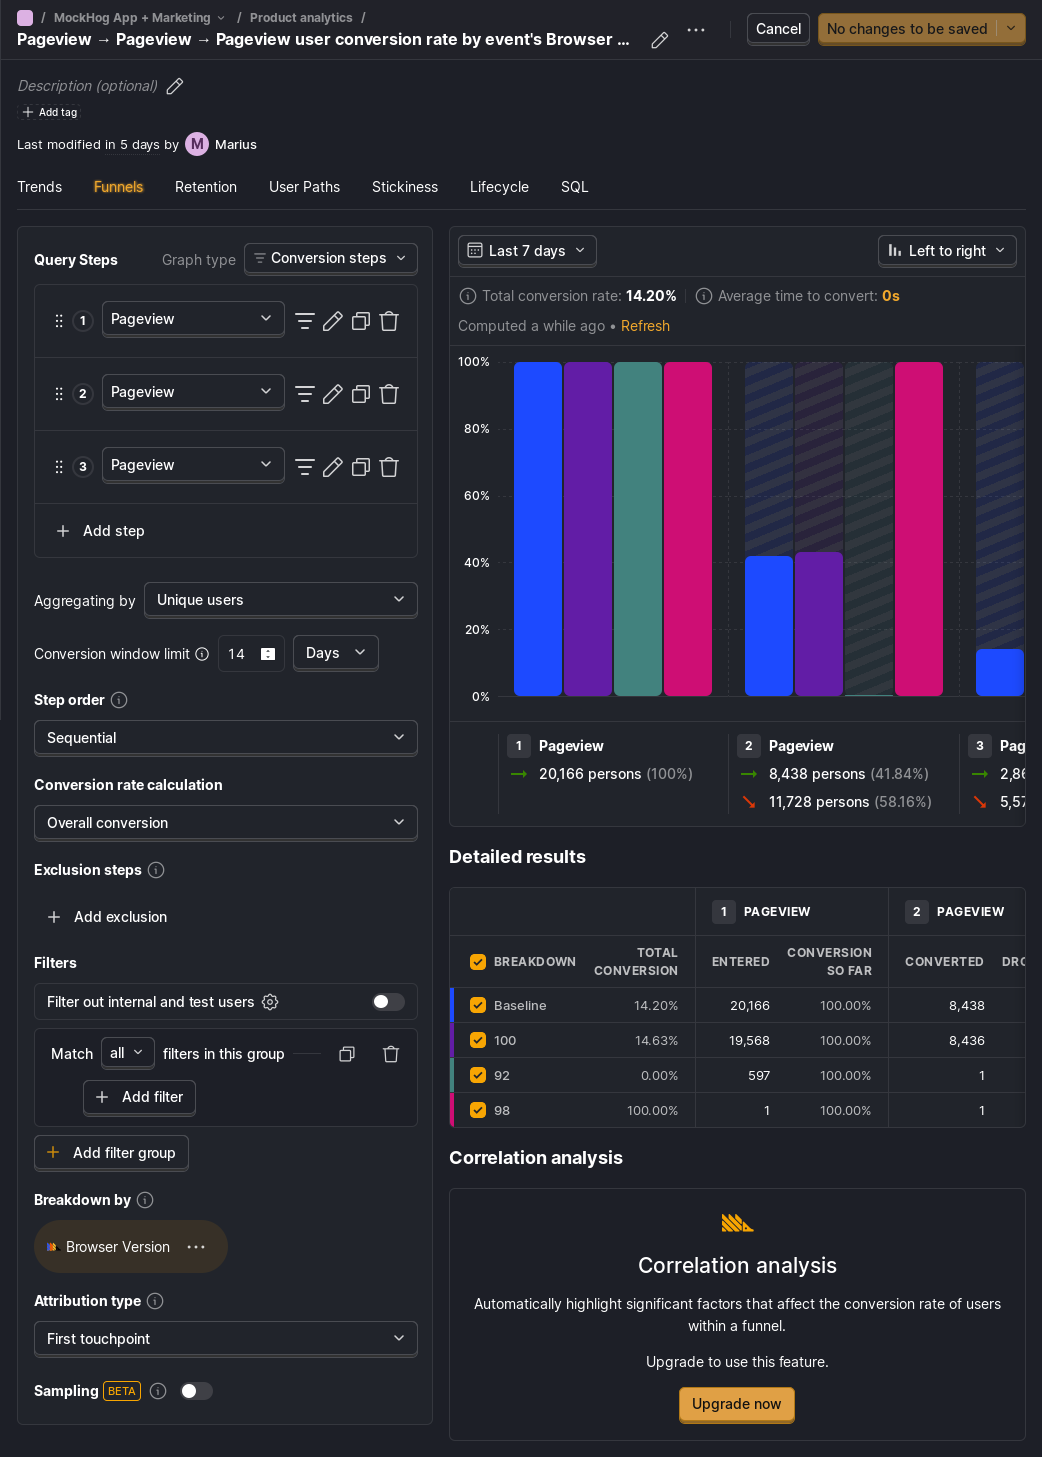 / MockHog App + Marketing / Product analytics /
Pageview → Pageview → Pageview user conversion rate by event's Browser ...
Cancel
No changes to be saved
Description (optional)
Add tag
Last modified in 5 days by M Marius
Trends Funnels Retention User Paths Stickiness Lifecycle SQL
Query Steps Graph type Conversion steps
1 Pageview
2 Pageview
3 Pageview
Add step
Aggregating by Unique users
Conversion window limit 14 Days
Step order
Sequential
Conversion rate calculation
Overall conversion
Exclusion steps
Add exclusion
Filters
Filter out internal and test users
Match all filters in this group
Add filter
Add filter group
Breakdown by
Browser Version
Attribution type
First touchpoint
Sampling BETA
Last 7 days Left to right
Total conversion rate: 14.20% Average time to convert: 0s
Computed a while ago • Refresh
100%
80%
60%
40%
20%
0%
1 Pageview
20,166 persons (100%)
2 Pageview
8,438 persons (41.84%)
11,728 persons (58.16%)
3 Pag
2,86
5,57
Detailed results
1 PAGEVIEW 2 PAGEVIEW
BREAKDOWN TOTAL CONVERSION ENTERED CONVERSION SO FAR CONVERTED DRO
Baseline 14.20% 20,166 100.00% 8,438
100 14.63% 19,568 100.00% 8,436
92 0.00% 597 100.00% 1
98 100.00% 1 100.00% 1
Correlation analysis
Correlation analysis
Automatically highlight significant factors that affect the conversion rate of users
within a funnel.
Upgrade to use this feature.
Upgrade now